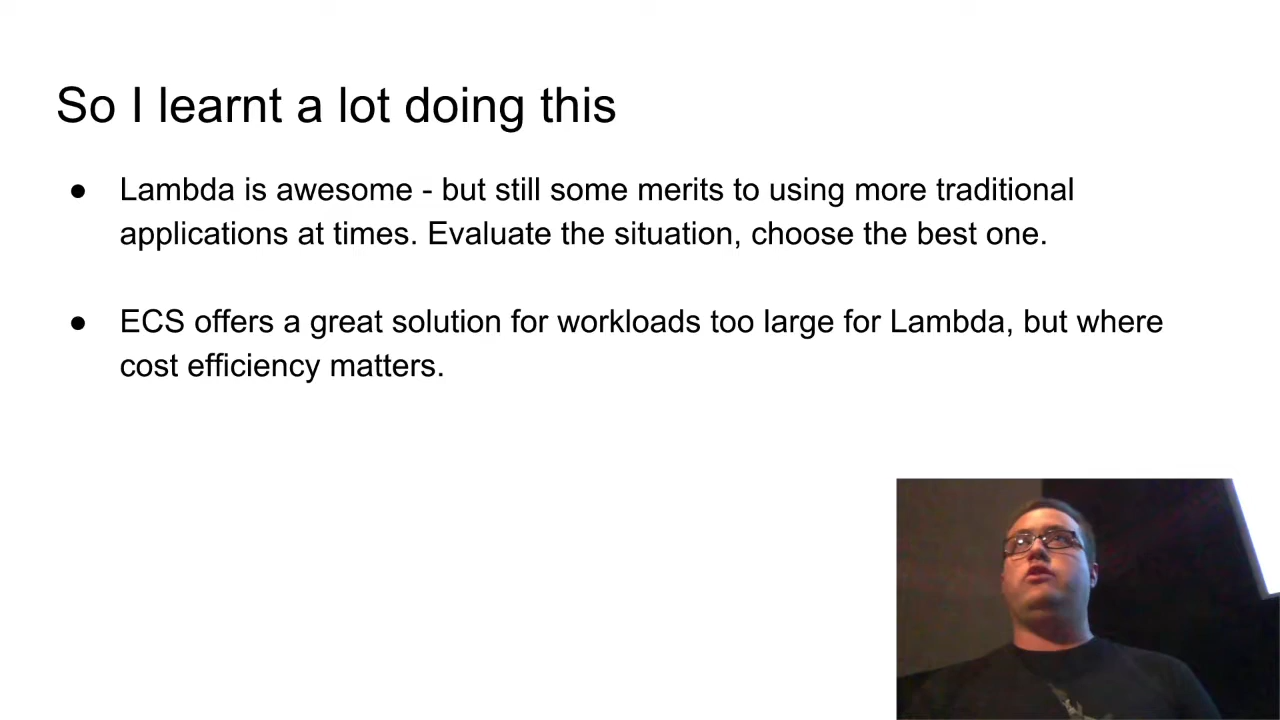 So I learnt a lot doing this
● Lambda is awesome - but still some merits to using more traditional
applications at times. Evaluate the situation, choose the best one.
● ECS offers a great solution for workloads too large for Lambda, but where
cost efficiency matters.